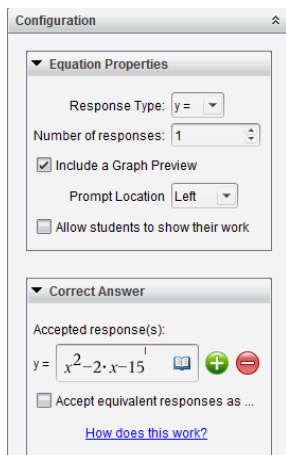 Configuration
Equation Properties
Response Type: y =
Number of responses: 1
Include a Graph Preview
Prompt Location Left
Allow students to show their work
Correct Answer
Accepted response(s):
y = x²−2·x−15
Accept equivalent responses as ...
How does this work?